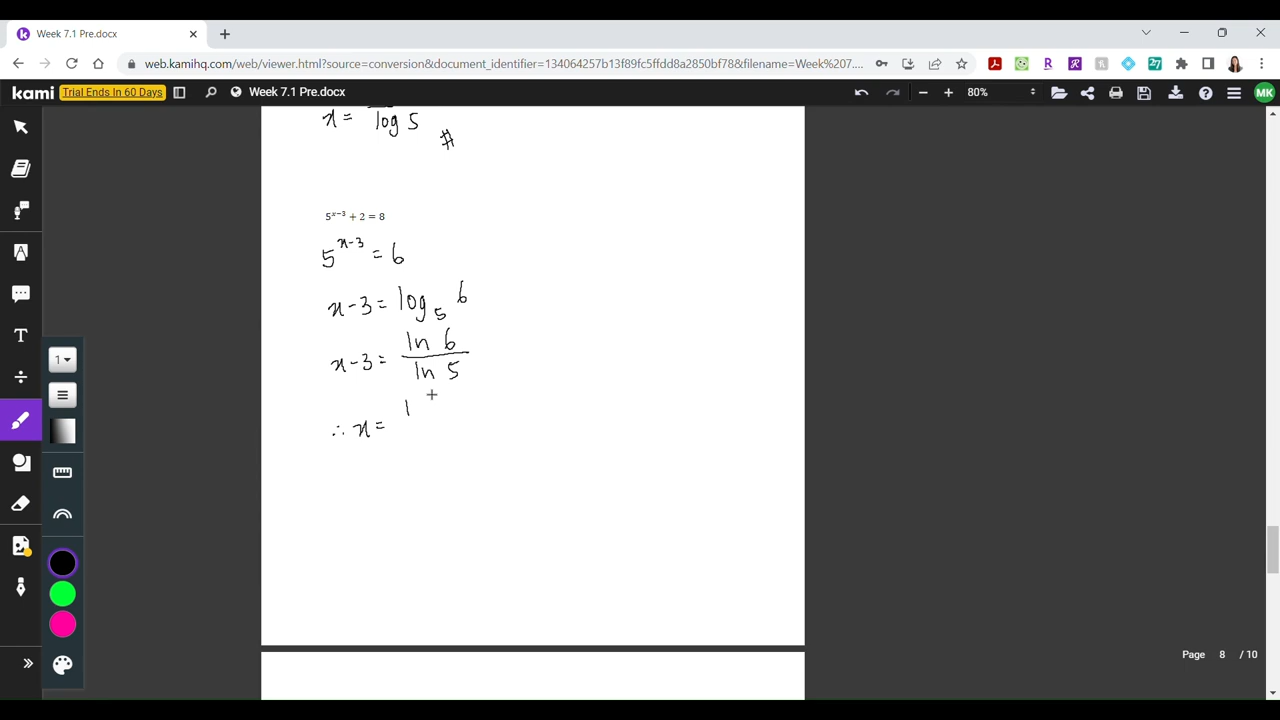 Week 7.1 Pre.docx
web.kamihq.com/web/viewer.html?source=conversion&document_identifier=134064257b13f89fc5ffdd8a2850bf78&filename=Week%207....
27
kami Trial Ends In 60 Days Week 7.1 Pre.docx 80% MK
x = log 5 #
5^{x−3} + 2 = 8
5^{x-3} = 6
x-3 = log_5 6
1
x-3 = ln 6 / ln 5
∴ x = l
T
Page 8 / 10